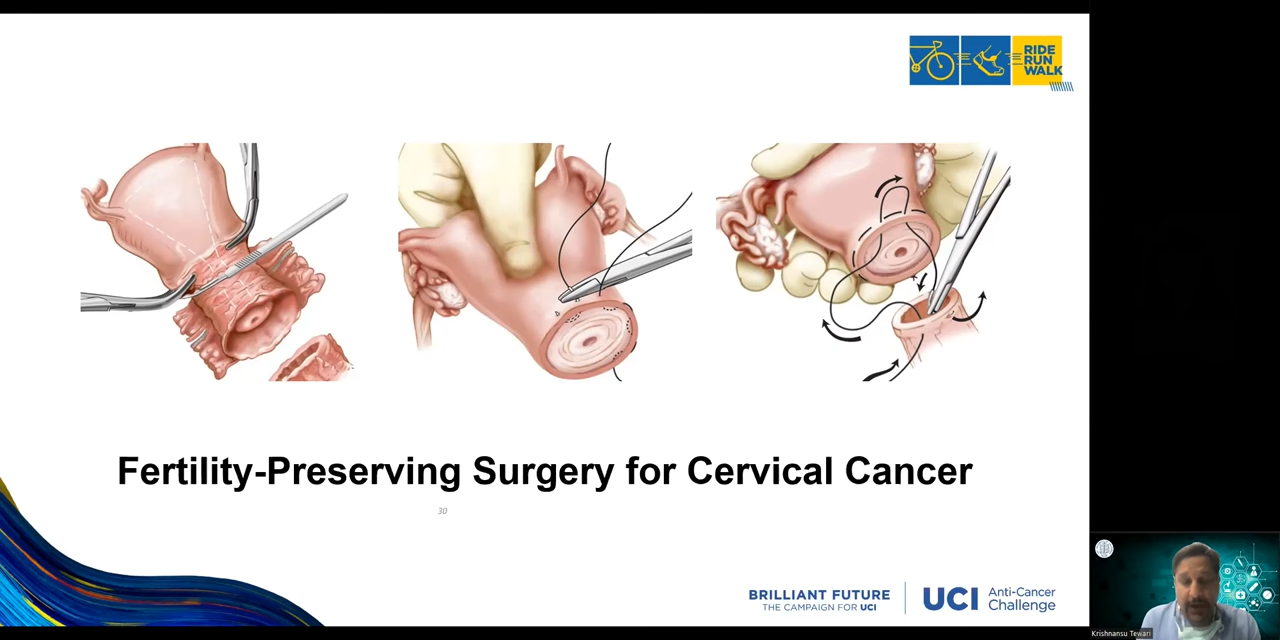 RIDE
RUN
WALK
Fertility-Preserving Surgery for Cervical Cancer
30
BRILLIANT FUTURE
THE CAMPAIGN FOR UCI
UCI Anti-Cancer
Challenge
Krishnansu Tewari